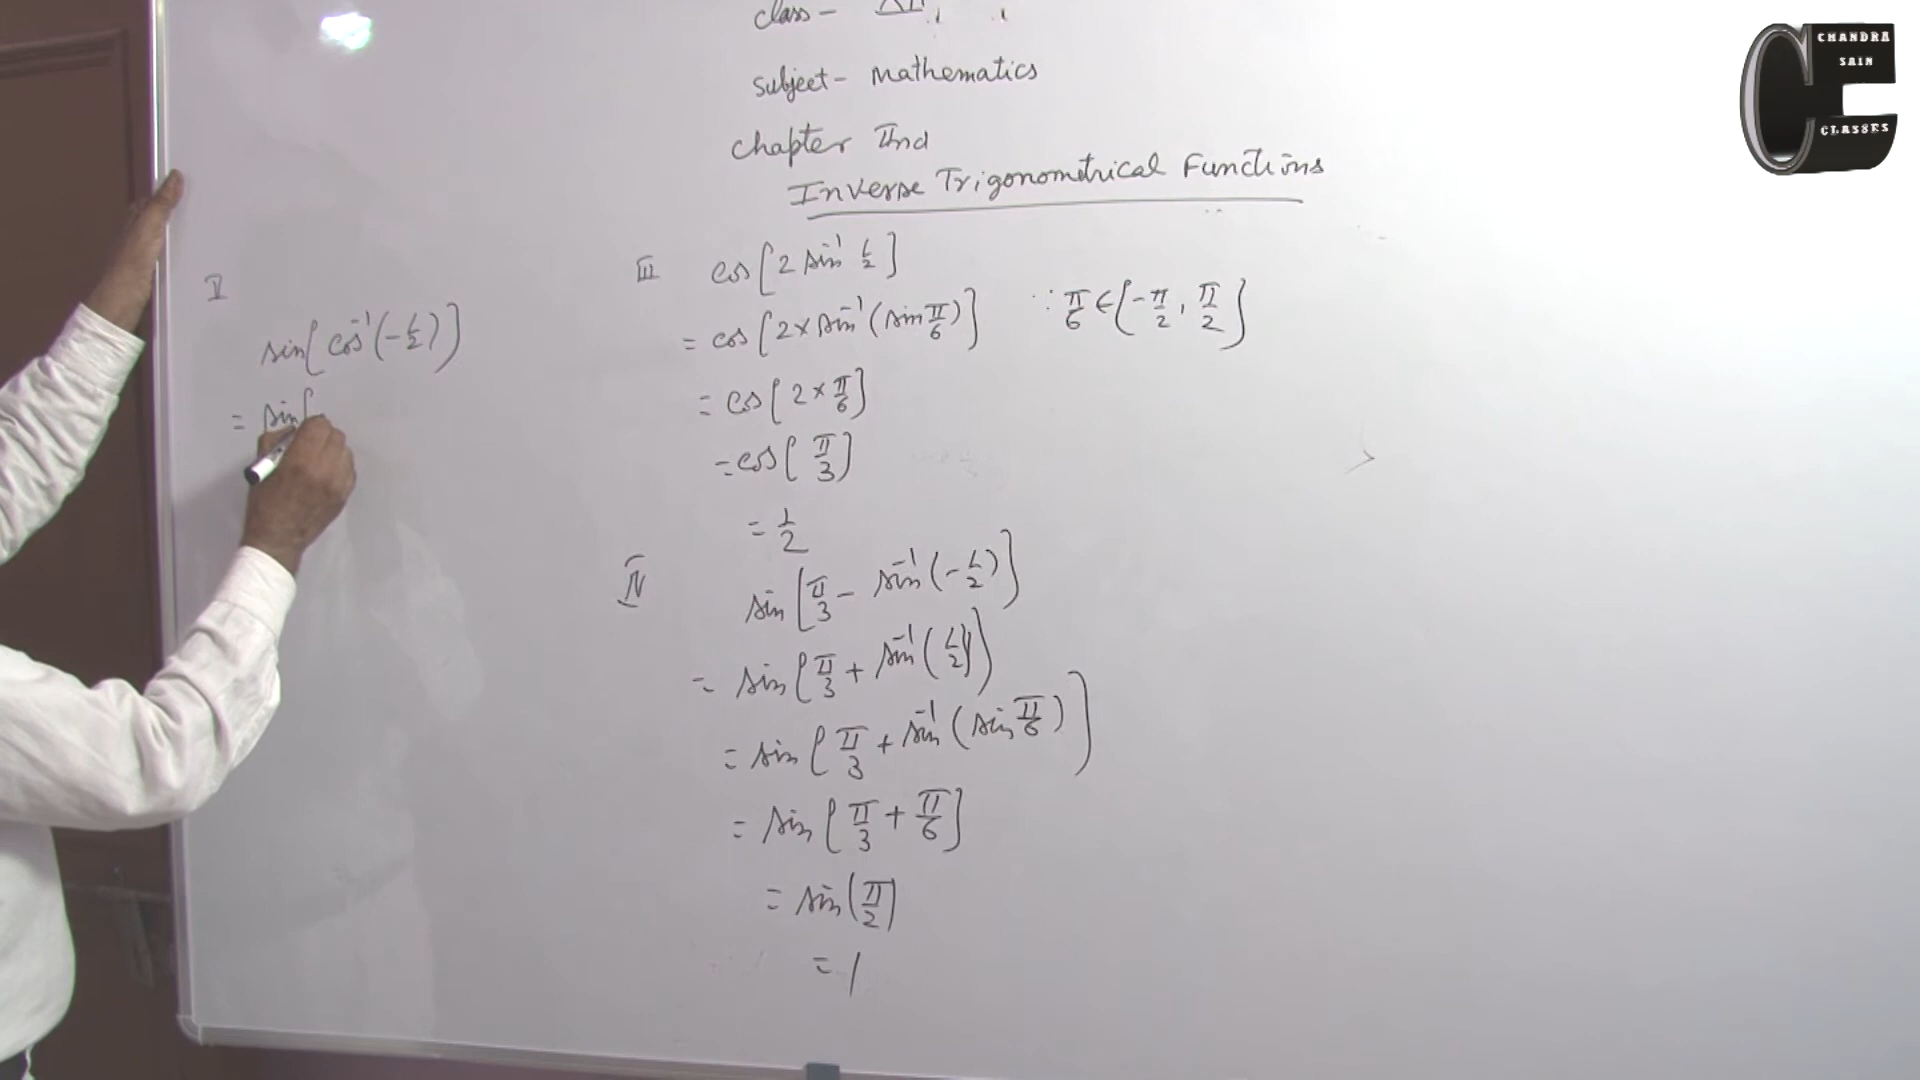 class - XII
subject - Mathematics
chapter IInd
Inverse Trigonometrical Functions
V
sin[cos⁻¹(-1/2)]
= sin[
III cos[2 sin⁻¹ 1/2]
= cos[2 × sin⁻¹(sin π/6)] ∵ π/6 ∈ [-π/2, π/2]
= cos[2 × π/6]
= cos[π/3]
= 1/2
IV sin[π/3 - sin⁻¹(-1/2)]
= sin[π/3 + sin⁻¹(1/2)]
= sin[π/3 + sin⁻¹(sin π/6)]
= sin[π/3 + π/6]
= sin(π/2)
= 1
CHANDRA
SAIN
CLASSES